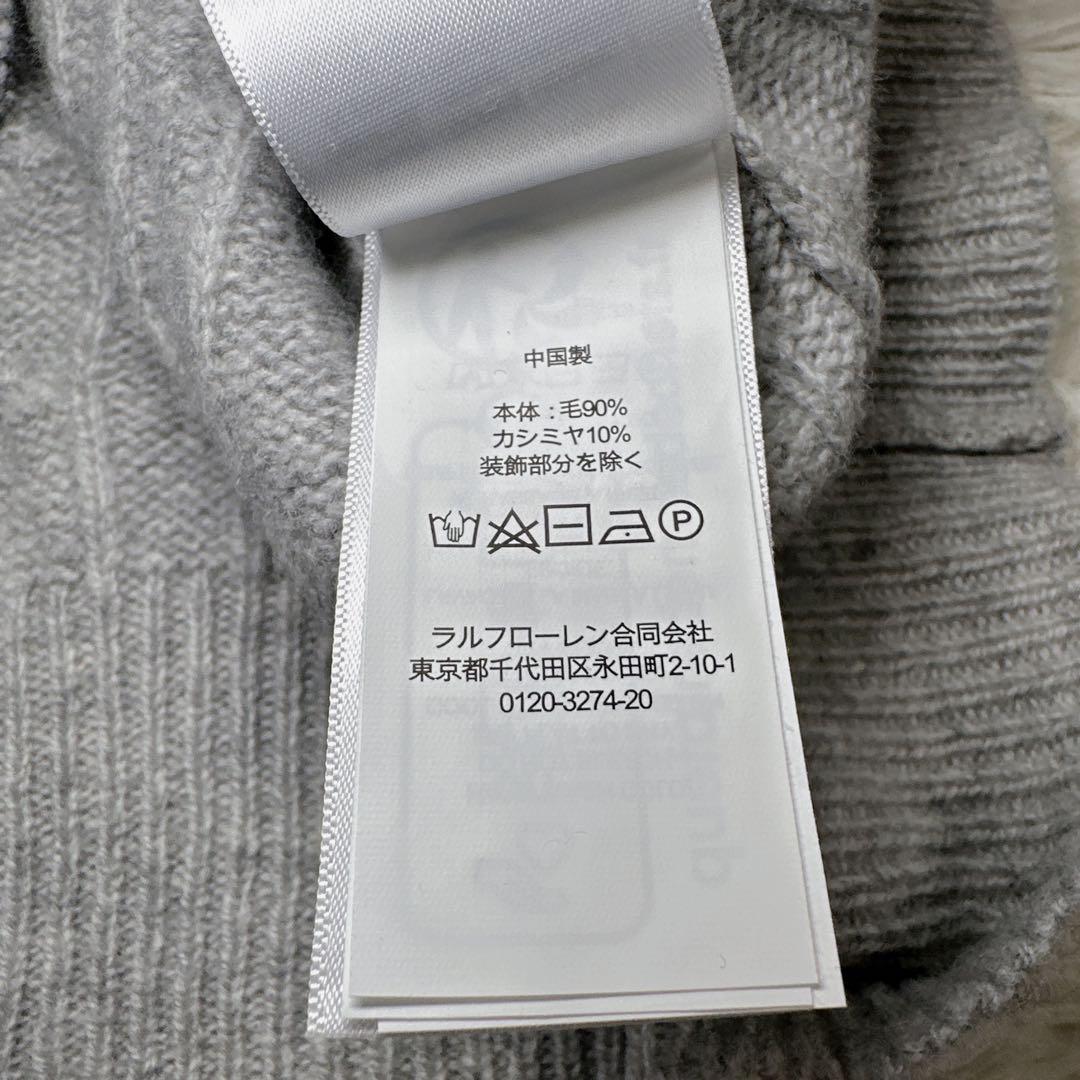 中国製
本体:毛90%
カシミヤ10%
装飾部分を除く
P
ラルフローレン合同会社
東京都千代田区永田町2-10-1
0120-3274-20